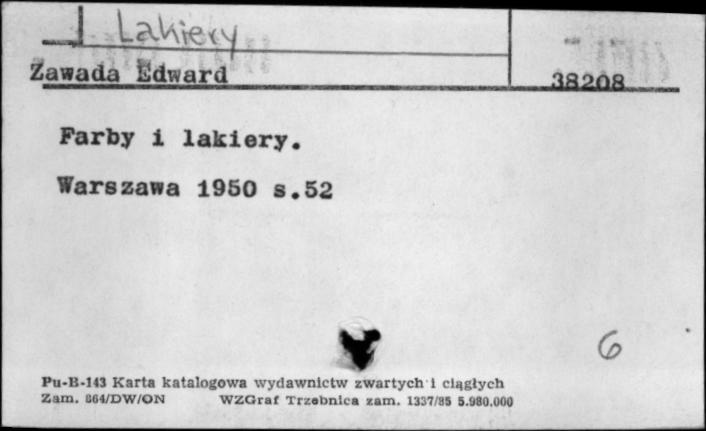 Lakiery
Zawada Edward 38208
Farby i lakiery.
Warszawa 1950 s.52
6
Pu-B-143 Karta katalogowa wydawnictw zwartych i ciągłych
Zam. 864/DW/ON WZGraf Trzebnica zam. 1337/85 5.980.000